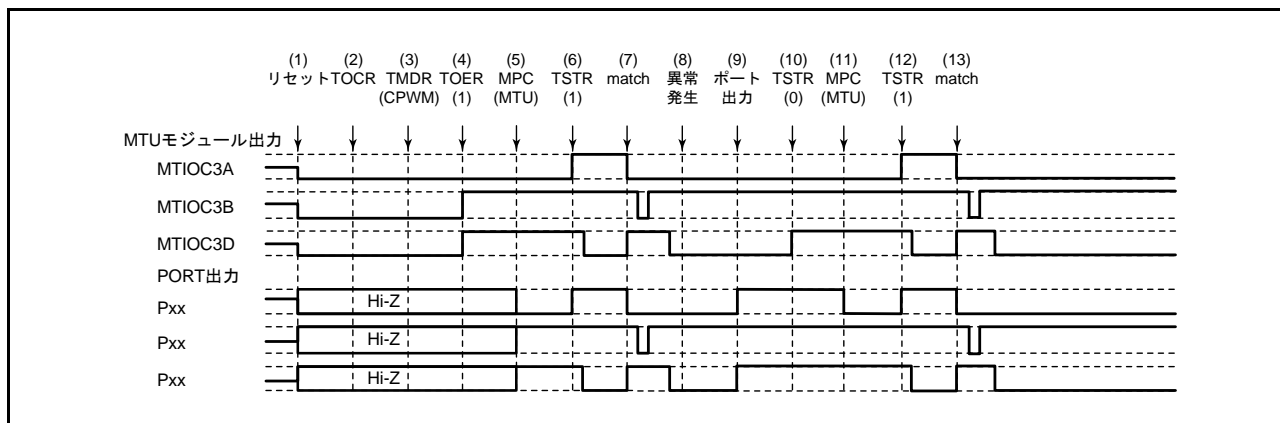 (1) (2) (3) (4) (5) (6) (7) (8) (9) (10) (11) (12) (13)
リセット TOCR TMDR TOER MPC TSTR match 異常 ポート TSTR MPC TSTR match
(CPWM) (1) (MTU) (1) 発生 出力 (0) (MTU) (1)
MTUモジュール出力
MTIOC3A
MTIOC3B
MTIOC3D
PORT出力
Pxx Hi-Z
Pxx Hi-Z
Pxx Hi-Z